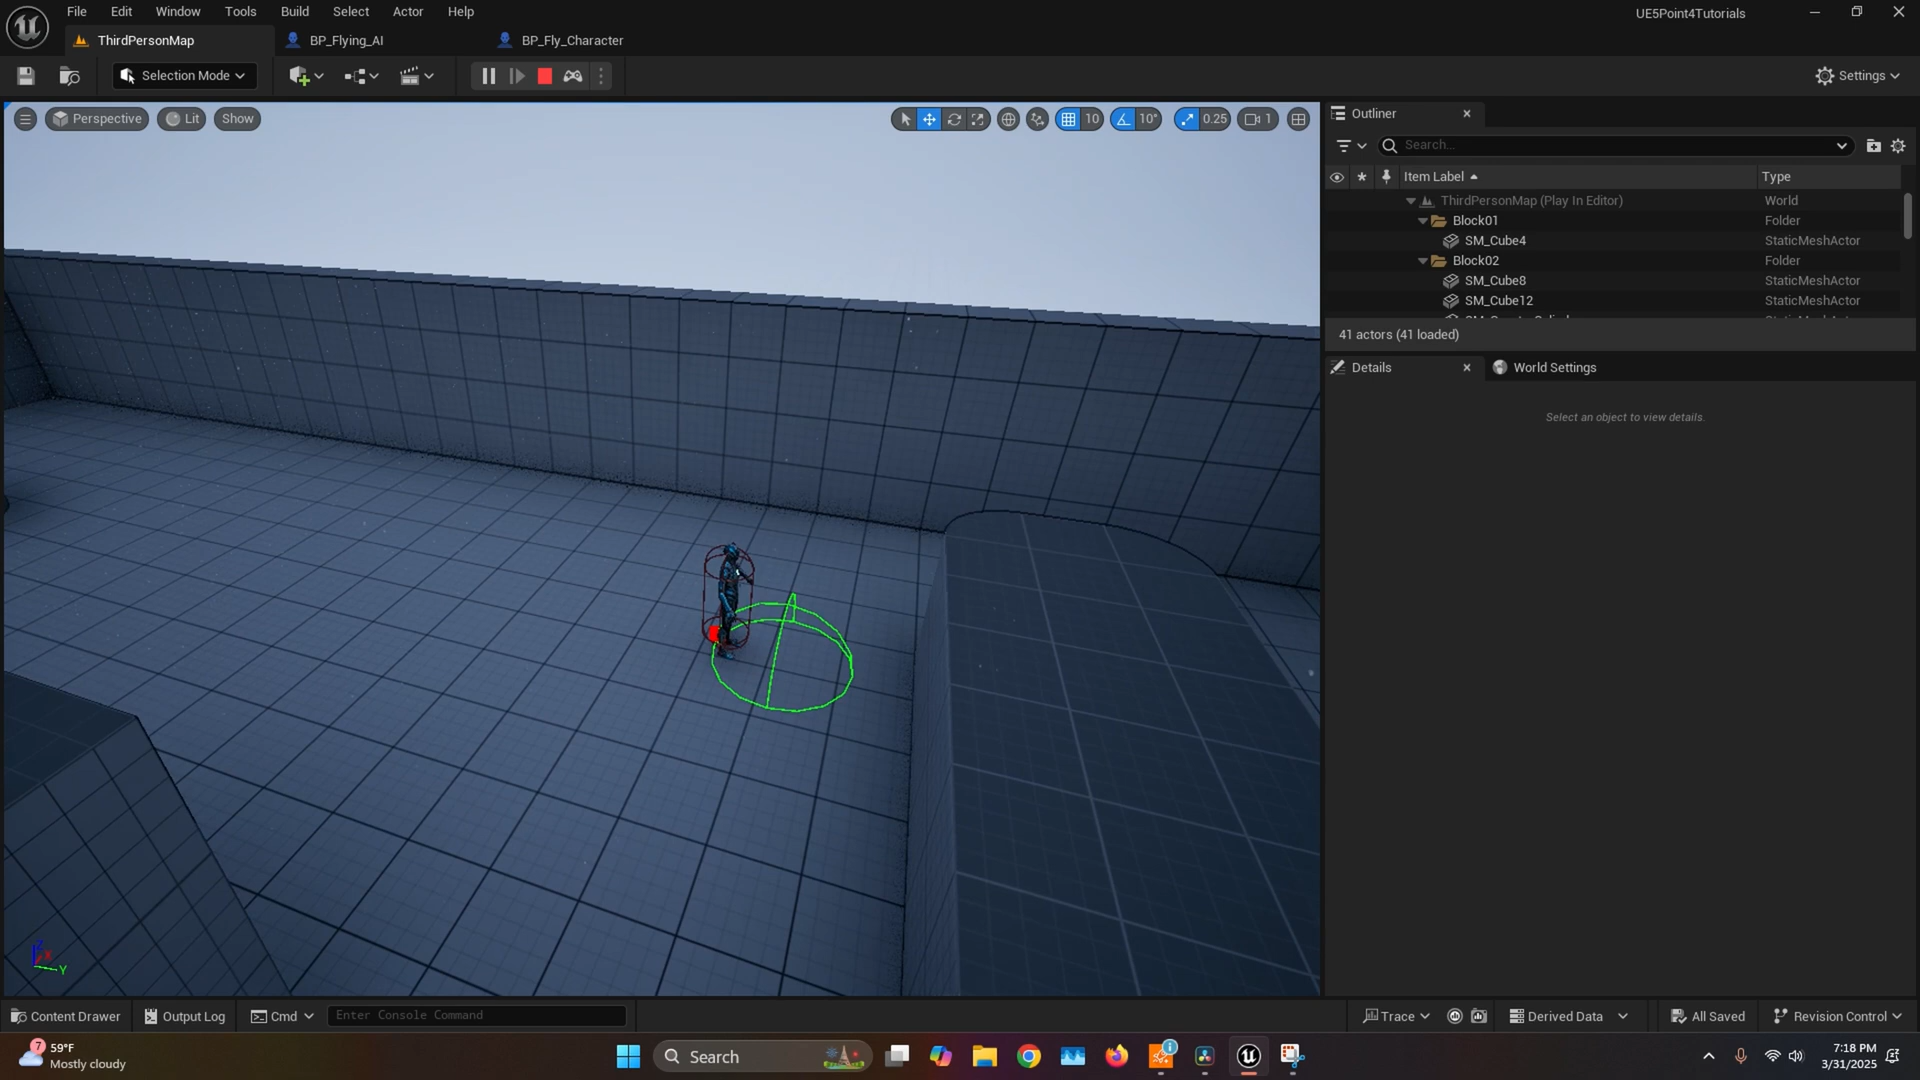 File Edit Window Tools Build Select Actor Help
UE5Point4Tutorials
ThirdPersonMap
BP_Flying_AI
BP_Fly_Character
Selection Mode
Settings
Perspective
Lit
Show
10
10°
0.25
1
Outliner
Search...
Item Label
Type
ThirdPersonMap (Play In Editor) World
Block01 Folder
SM_Cube4 StaticMeshActor
Block02 Folder
SM_Cube8 StaticMeshActor
SM_Cube12 StaticMeshActor
41 actors (41 loaded)
Details
World Settings
Select an object to view details.
Z
X
Y
Content Drawer
Output Log
Cmd
Enter Console Command
Trace
Derived Data
All Saved
Revision Control
7
59°F
Mostly cloudy
Search
7:18 PM
3/31/2025